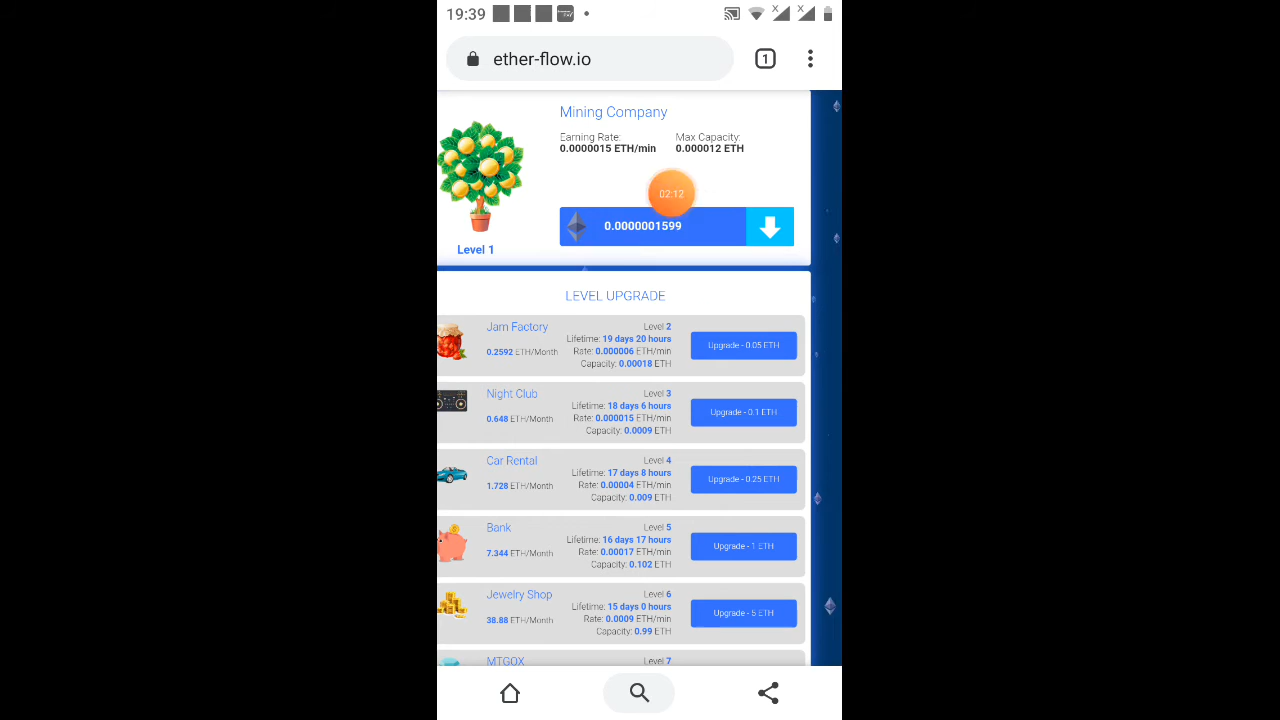 19:39
ether-flow.io
1
Mining Company
Earning Rate: Max Capacity:
0.0000015 ETH/min 0.000012 ETH
02:12
0.0000001599
Level 1
LEVEL UPGRADE
Jam Factory Level 2
Lifetime: 19 days 20 hours
0.2592 ETH/Month Rate: 0.000006 ETH/min
Capacity: 0.00018 ETH
Upgrade - 0.05 ETH
Night Club Level 3
Lifetime: 18 days 6 hours
0.648 ETH/Month Rate: 0.000015 ETH/min
Capacity: 0.0009 ETH
Upgrade - 0.1 ETH
Car Rental Level 4
Lifetime: 17 days 8 hours
1.728 ETH/Month Rate: 0.00004 ETH/min
Capacity: 0.009 ETH
Upgrade - 0.25 ETH
Bank Level 5
Lifetime: 16 days 17 hours
7.344 ETH/Month Rate: 0.00017 ETH/min
Capacity: 0.102 ETH
Upgrade - 1 ETH
Jewelry Shop Level 6
Lifetime: 15 days 0 hours
38.88 ETH/Month Rate: 0.0009 ETH/min
Capacity: 0.99 ETH
Upgrade - 5 ETH
MTGOX Level 7